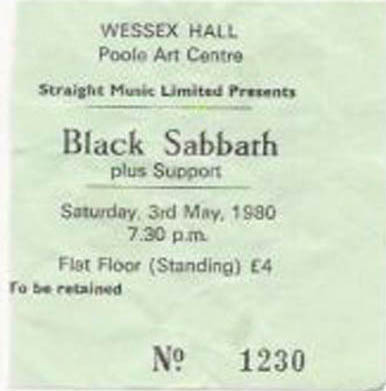 WESSEX HALL
Poole Art Centre
Straight Music Limited Presents
Black Sabbath
plus Support
Saturday, 3rd May, 1980
7.30 p.m.
Flat Floor (Standing) £4
To be retained
Nº 1230